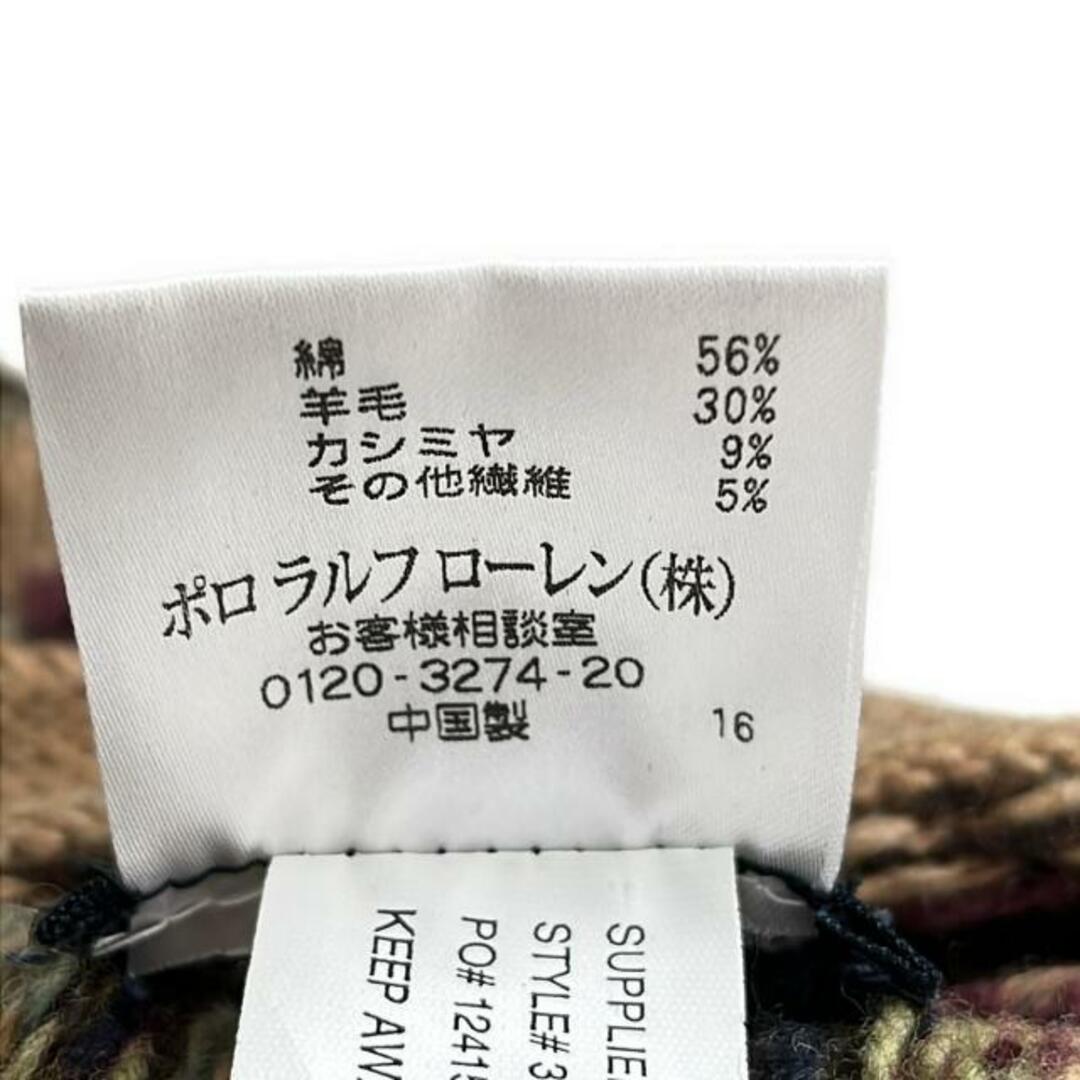 綿 56%
羊毛 30%
カシミヤ 9%
その他繊維 5%
ポロ ラルフ ローレン(株)
お客様相談室
0120-3274-20
中国製 16
SUPPLIE
STYLE# 3
PO# 12415
KEEP AW